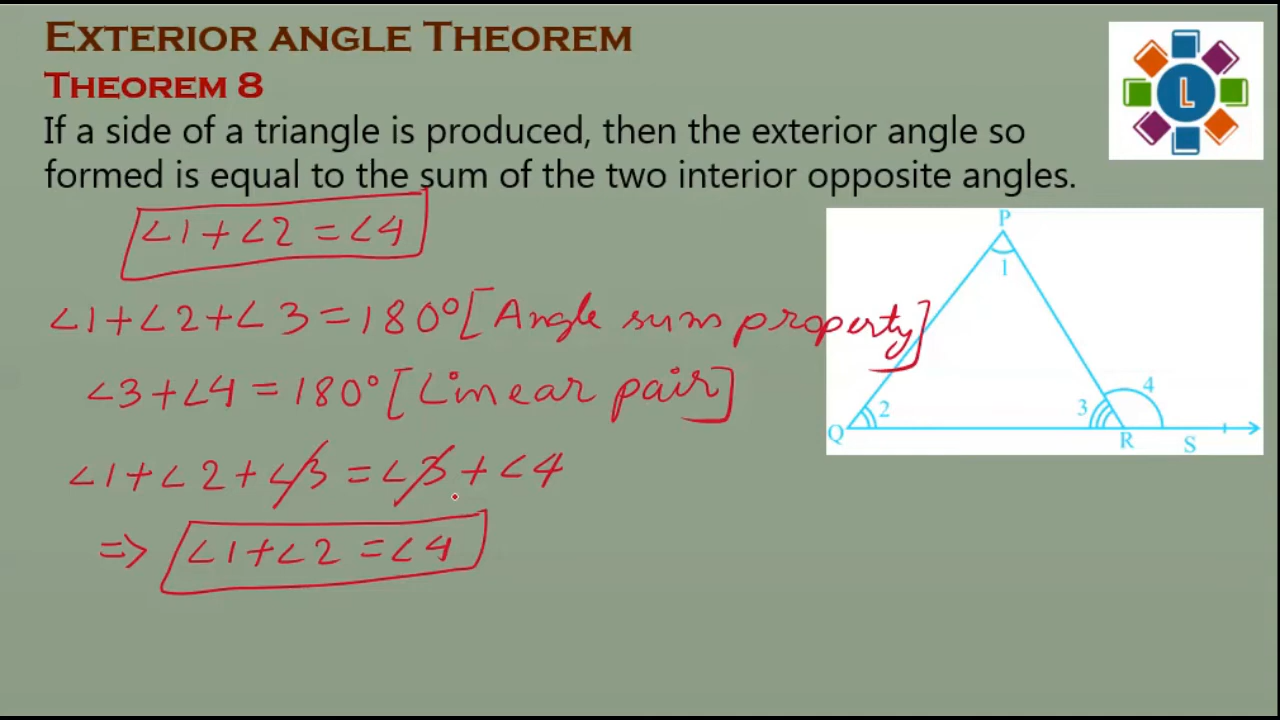 EXTERIOR ANGLE THEOREM
THEOREM 8
L
If a side of a triangle is produced, then the exterior angle so
formed is equal to the sum of the two interior opposite angles.
∠1+∠2=∠4
∠1+∠2+∠3=180°[Angle sum property]
∠3+∠4=180°[Linear pair]
∠1+∠2+∠3=∠3+∠4
=> ∠1+∠2=∠4
P
1
2
3
4
Q
R
S